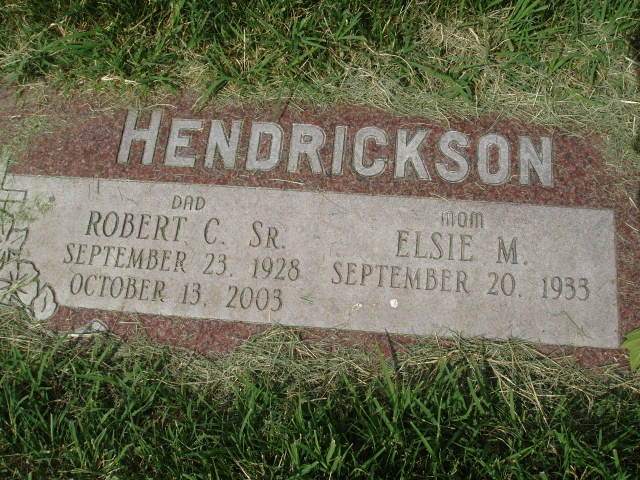 HENDRICKSON
DAD
ROBERT C. SR.
SEPTEMBER 23, 1928
OCTOBER 13, 2003
MOM
ELSIE M.
SEPTEMBER 20, 1933